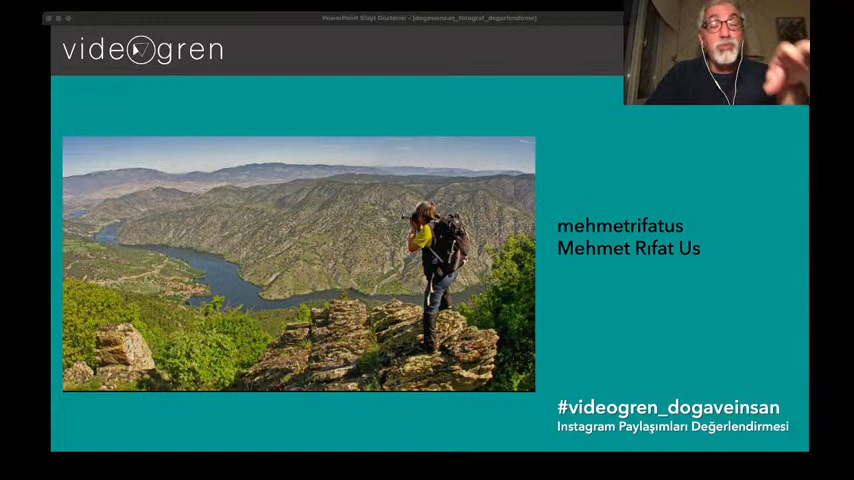 PowerPoint Slayt Gösterisi - [dogaveinsan_fotograf_degerlendirme]
videogren
mehmetrifatus
Mehmet Rıfat Us
#videogren_dogaveinsan
Instagram Paylaşımları Değerlendirmesi